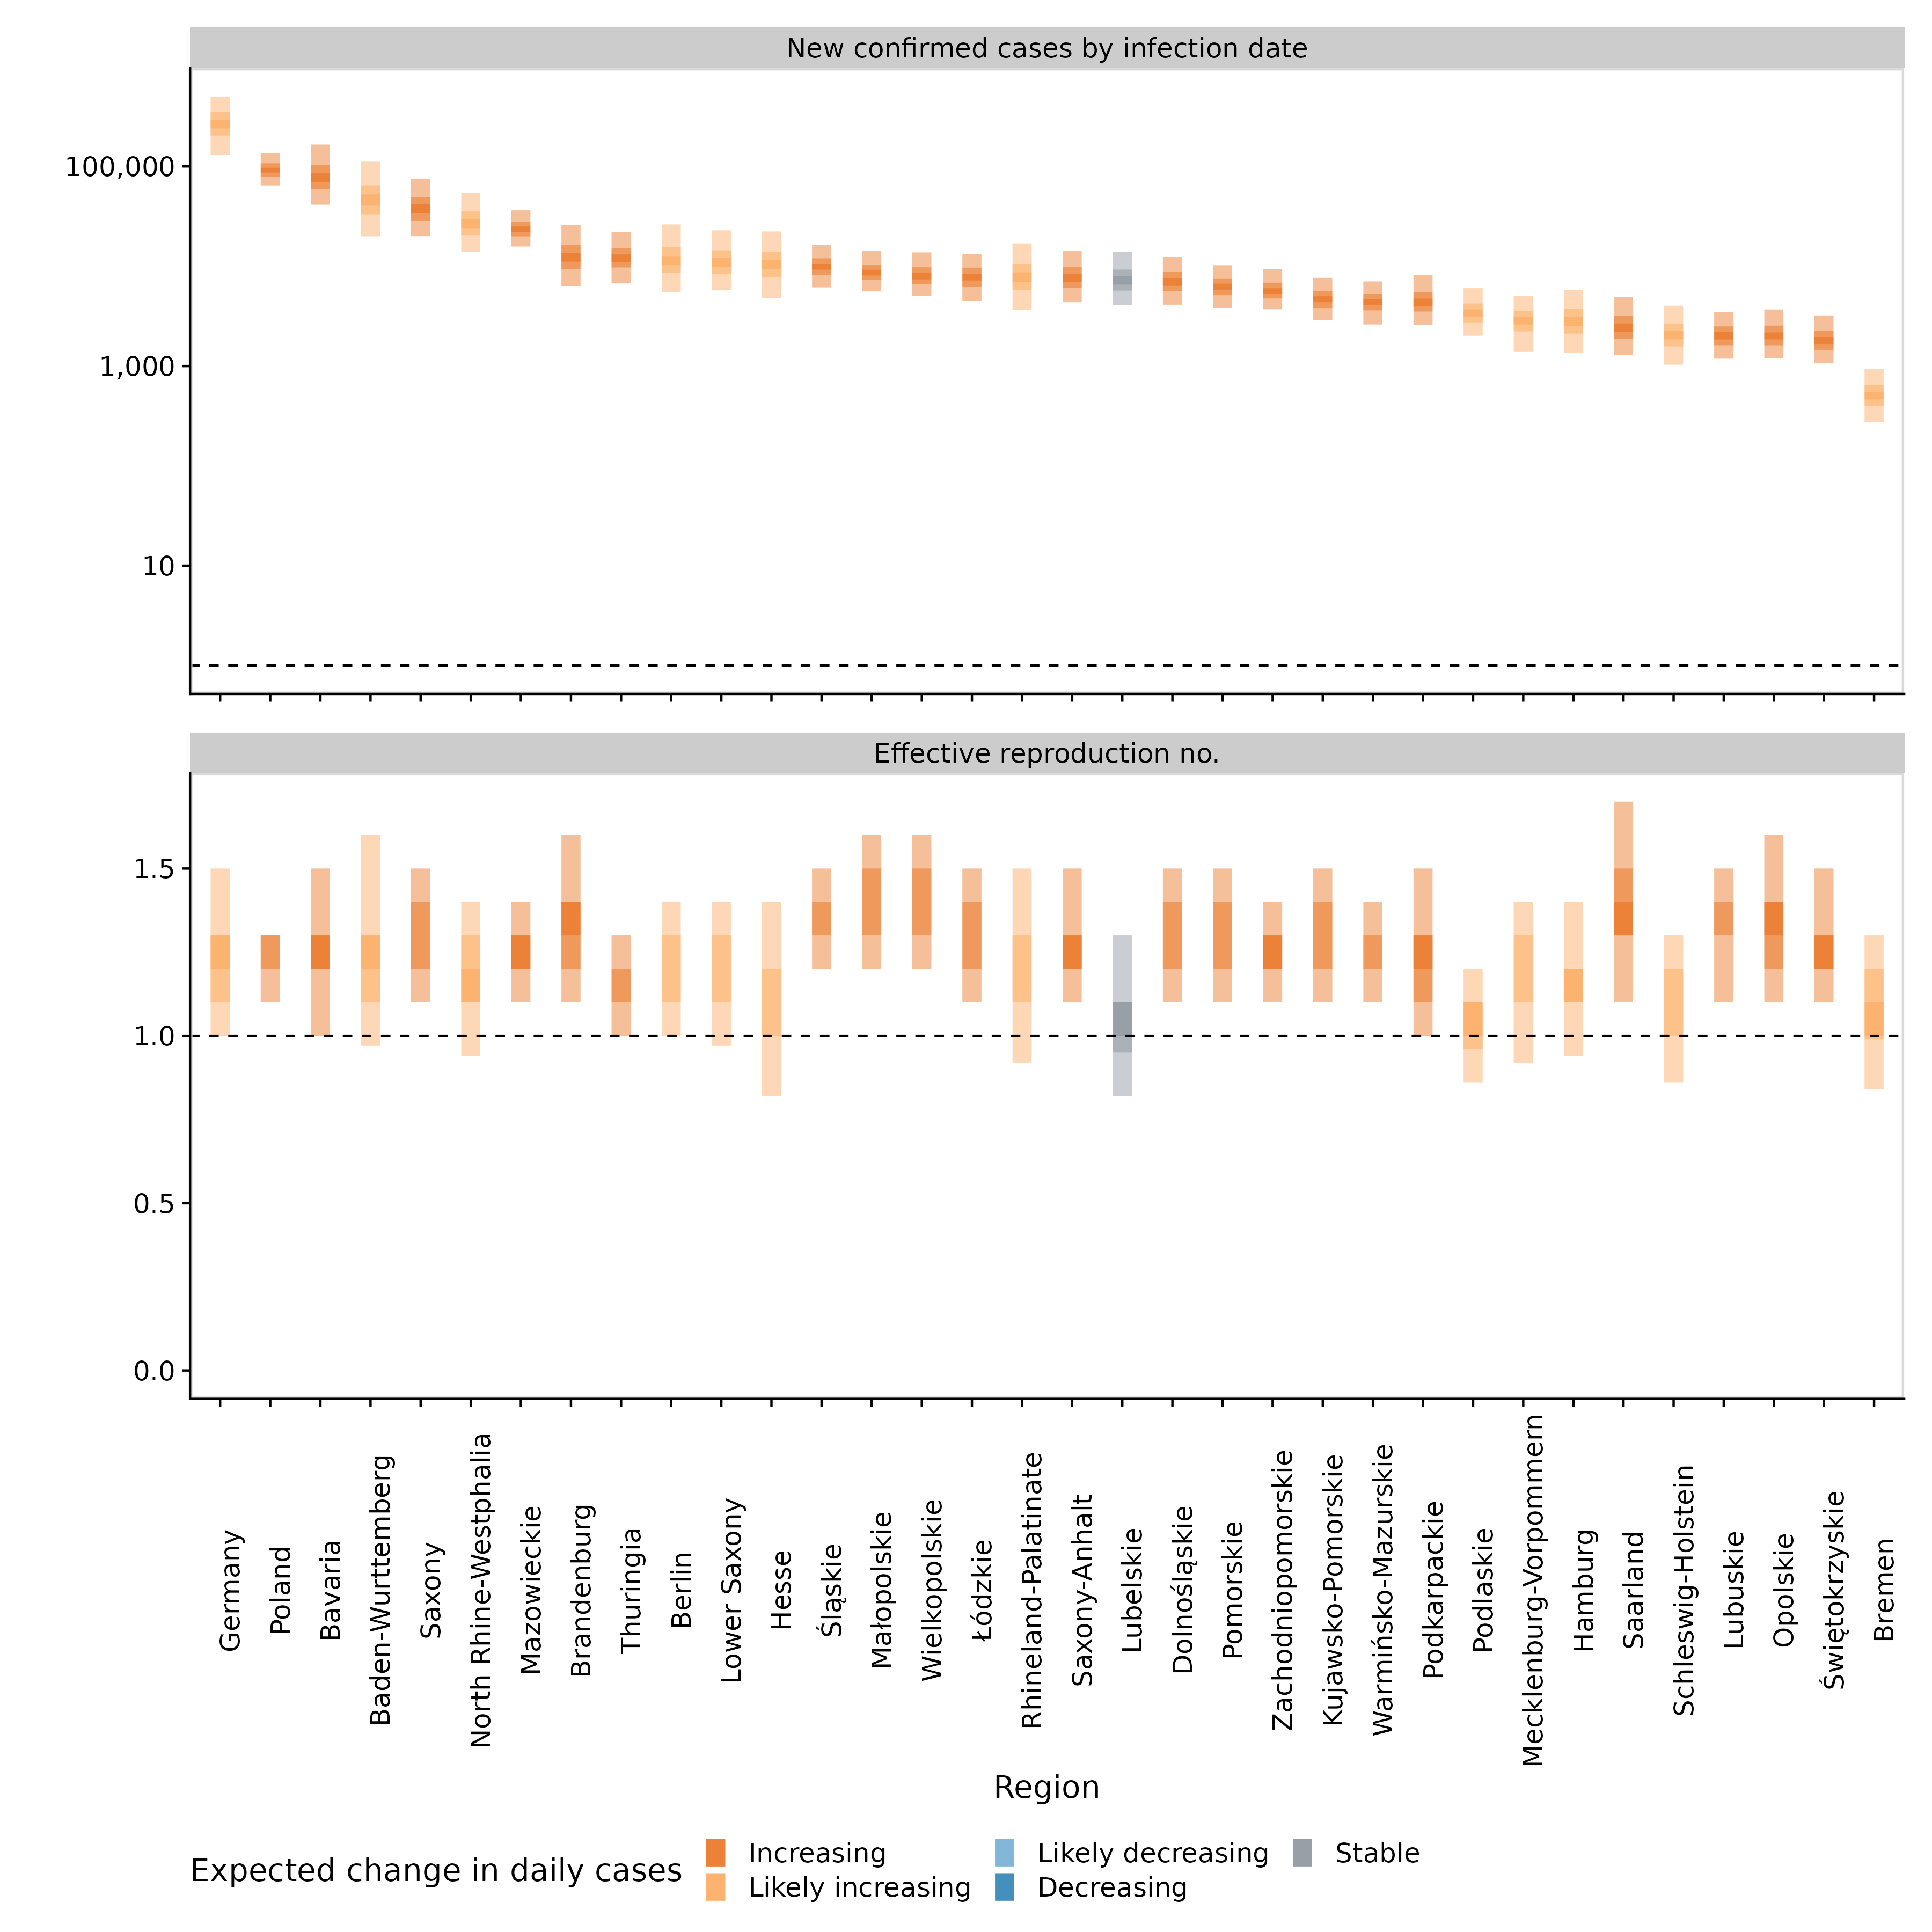 New confirmed cases by infection date
100,000
1,000
10
Effective reproduction no.
1.5
1.0
0.5
0.0
Germany
Poland
Bavaria
Baden-Wurttemberg
Saxony
North Rhine-Westphalia
Mazowieckie
Brandenburg
Thuringia
Berlin
Lower Saxony
Hesse
Śląskie
Małopolskie
Wielkopolskie
Łódzkie
Rhineland-Palatinate
Saxony-Anhalt
Lubelskie
Dolnośląskie
Pomorskie
Zachodniopomorskie
Kujawsko-Pomorskie
Warmińsko-Mazurskie
Podkarpackie
Podlaskie
Mecklenburg-Vorpommern
Hamburg
Saarland
Schleswig-Holstein
Lubuskie
Opolskie
Świętokrzyskie
Bremen
Region
Expected change in daily cases
Increasing
Likely increasing
Likely decreasing
Decreasing
Stable